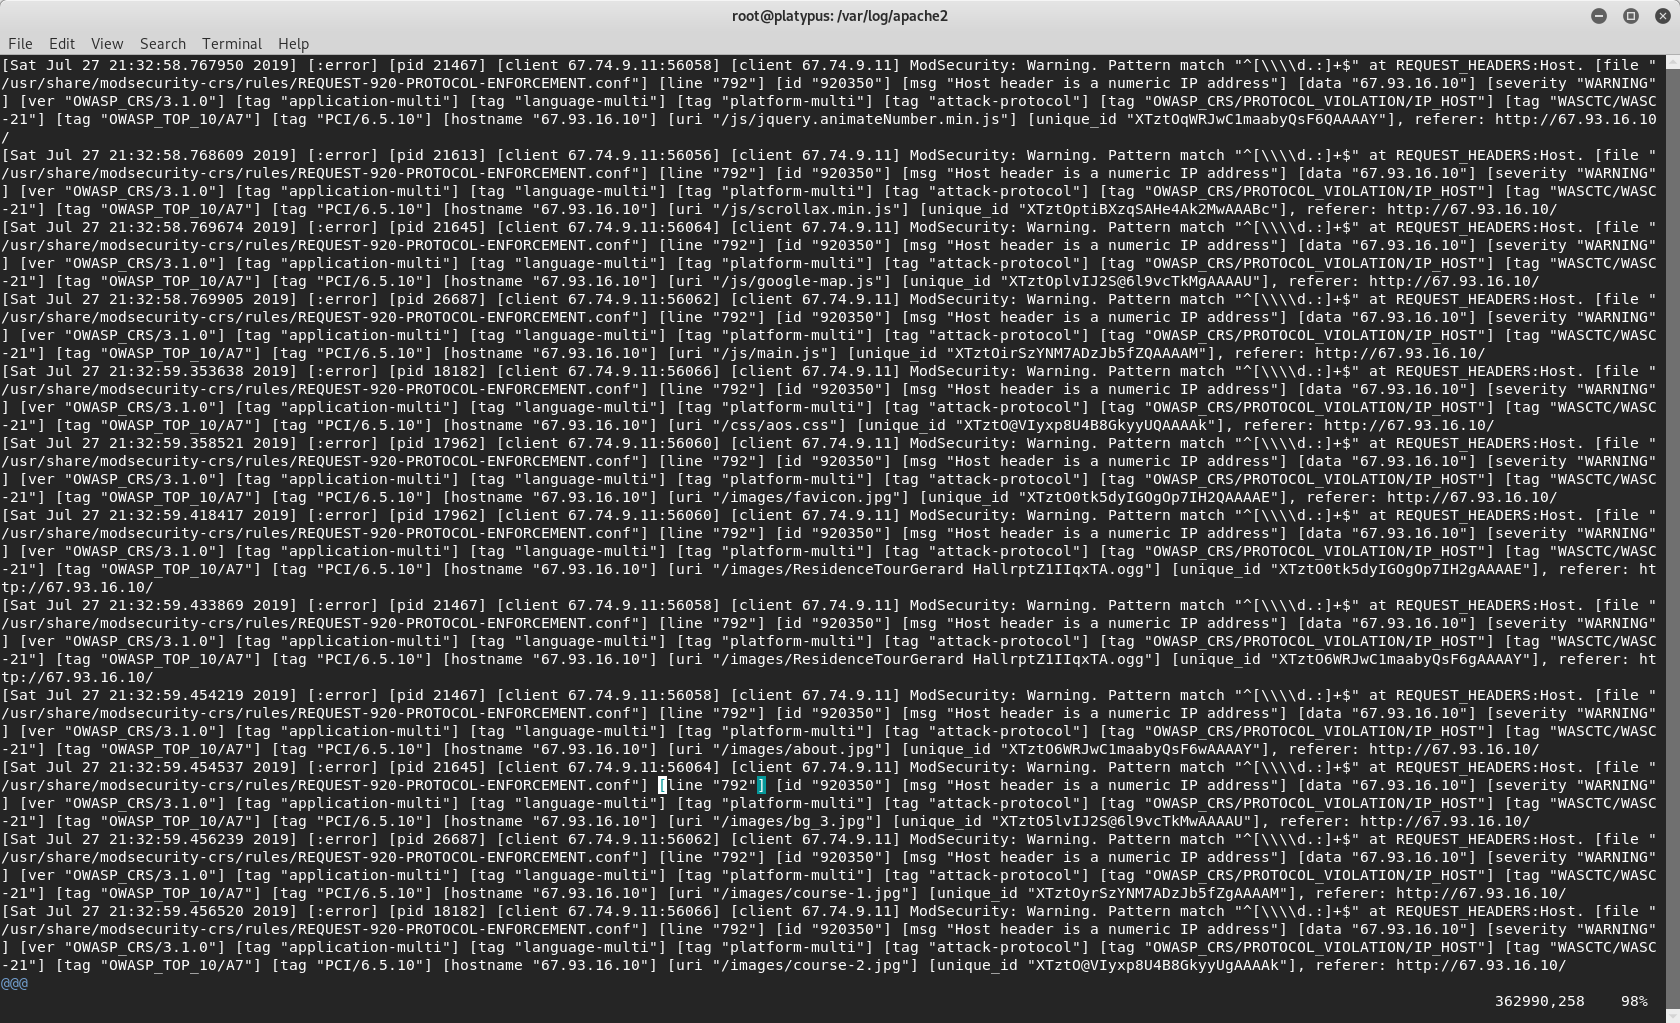 root@platypus: /var/log/apache2
File Edit View Search Terminal Help
[Sat Jul 27 21:32:58.767950 2019] [:error] [pid 21467] [client 67.74.9.11:56058] [client 67.74.9.11] ModSecurity: Warning. Pattern match "^[\\\\d.:]+$" at REQUEST_HEADERS:Host. [file "
/usr/share/modsecurity-crs/rules/REQUEST-920-PROTOCOL-ENFORCEMENT.conf"] [line "792"] [id "920350"] [msg "Host header is a numeric IP address"] [data "67.93.16.10"] [severity "WARNING"
] [ver "OWASP_CRS/3.1.0"] [tag "application-multi"] [tag "language-multi"] [tag "platform-multi"] [tag "attack-protocol"] [tag "OWASP_CRS/PROTOCOL_VIOLATION/IP_HOST"] [tag "WASCTC/WASC
-21"] [tag "OWASP_TOP_10/A7"] [tag "PCI/6.5.10"] [hostname "67.93.16.10"] [uri "/js/jquery.animateNumber.min.js"] [unique_id "XTztOqWRJwC1maabyQsF6QAAAAY"], referer: http://67.93.16.10
/
[Sat Jul 27 21:32:58.768609 2019] [:error] [pid 21613] [client 67.74.9.11:56056] [client 67.74.9.11] ModSecurity: Warning. Pattern match "^[\\\\d.:]+$" at REQUEST_HEADERS:Host. [file "
/usr/share/modsecurity-crs/rules/REQUEST-920-PROTOCOL-ENFORCEMENT.conf"] [line "792"] [id "920350"] [msg "Host header is a numeric IP address"] [data "67.93.16.10"] [severity "WARNING"
] [ver "OWASP_CRS/3.1.0"] [tag "application-multi"] [tag "language-multi"] [tag "platform-multi"] [tag "attack-protocol"] [tag "OWASP_CRS/PROTOCOL_VIOLATION/IP_HOST"] [tag "WASCTC/WASC
-21"] [tag "OWASP_TOP_10/A7"] [tag "PCI/6.5.10"] [hostname "67.93.16.10"] [uri "/js/scrollax.min.js"] [unique_id "XTztOptiBXzqSAHe4Ak2MwAAABc"], referer: http://67.93.16.10/
[Sat Jul 27 21:32:58.769674 2019] [:error] [pid 21645] [client 67.74.9.11:56064] [client 67.74.9.11] ModSecurity: Warning. Pattern match "^[\\\\d.:]+$" at REQUEST_HEADERS:Host. [file "
/usr/share/modsecurity-crs/rules/REQUEST-920-PROTOCOL-ENFORCEMENT.conf"] [line "792"] [id "920350"] [msg "Host header is a numeric IP address"] [data "67.93.16.10"] [severity "WARNING"
] [ver "OWASP_CRS/3.1.0"] [tag "application-multi"] [tag "language-multi"] [tag "platform-multi"] [tag "attack-protocol"] [tag "OWASP_CRS/PROTOCOL_VIOLATION/IP_HOST"] [tag "WASCTC/WASC
-21"] [tag "OWASP_TOP_10/A7"] [tag "PCI/6.5.10"] [hostname "67.93.16.10"] [uri "/js/google-map.js"] [unique_id "XTztOplvIJ2S@6l9vcTkMgAAAAU"], referer: http://67.93.16.10/
[Sat Jul 27 21:32:58.769905 2019] [:error] [pid 26687] [client 67.74.9.11:56062] [client 67.74.9.11] ModSecurity: Warning. Pattern match "^[\\\\d.:]+$" at REQUEST_HEADERS:Host. [file "
/usr/share/modsecurity-crs/rules/REQUEST-920-PROTOCOL-ENFORCEMENT.conf"] [line "792"] [id "920350"] [msg "Host header is a numeric IP address"] [data "67.93.16.10"] [severity "WARNING"
] [ver "OWASP_CRS/3.1.0"] [tag "application-multi"] [tag "language-multi"] [tag "platform-multi"] [tag "attack-protocol"] [tag "OWASP_CRS/PROTOCOL_VIOLATION/IP_HOST"] [tag "WASCTC/WASC
-21"] [tag "OWASP_TOP_10/A7"] [tag "PCI/6.5.10"] [hostname "67.93.16.10"] [uri "/js/main.js"] [unique_id "XTztOirSzYNM7ADzJb5fZQAAAAM"], referer: http://67.93.16.10/
[Sat Jul 27 21:32:59.353638 2019] [:error] [pid 18182] [client 67.74.9.11:56066] [client 67.74.9.11] ModSecurity: Warning. Pattern match "^[\\\\d.:]+$" at REQUEST_HEADERS:Host. [file "
/usr/share/modsecurity-crs/rules/REQUEST-920-PROTOCOL-ENFORCEMENT.conf"] [line "792"] [id "920350"] [msg "Host header is a numeric IP address"] [data "67.93.16.10"] [severity "WARNING"
] [ver "OWASP_CRS/3.1.0"] [tag "application-multi"] [tag "language-multi"] [tag "platform-multi"] [tag "attack-protocol"] [tag "OWASP_CRS/PROTOCOL_VIOLATION/IP_HOST"] [tag "WASCTC/WASC
-21"] [tag "OWASP_TOP_10/A7"] [tag "PCI/6.5.10"] [hostname "67.93.16.10"] [uri "/css/aos.css"] [unique_id "XTztO@VIyxp8U4B8GkyyUQAAAAk"], referer: http://67.93.16.10/
[Sat Jul 27 21:32:59.358521 2019] [:error] [pid 17962] [client 67.74.9.11:56060] [client 67.74.9.11] ModSecurity: Warning. Pattern match "^[\\\\d.:]+$" at REQUEST_HEADERS:Host. [file "
/usr/share/modsecurity-crs/rules/REQUEST-920-PROTOCOL-ENFORCEMENT.conf"] [line "792"] [id "920350"] [msg "Host header is a numeric IP address"] [data "67.93.16.10"] [severity "WARNING"
] [ver "OWASP_CRS/3.1.0"] [tag "application-multi"] [tag "language-multi"] [tag "platform-multi"] [tag "attack-protocol"] [tag "OWASP_CRS/PROTOCOL_VIOLATION/IP_HOST"] [tag "WASCTC/WASC
-21"] [tag "OWASP_TOP_10/A7"] [tag "PCI/6.5.10"] [hostname "67.93.16.10"] [uri "/images/favicon.jpg"] [unique_id "XTztO0tk5dyIGOgOp7IH2QAAAAE"], referer: http://67.93.16.10/
[Sat Jul 27 21:32:59.418417 2019] [:error] [pid 17962] [client 67.74.9.11:56060] [client 67.74.9.11] ModSecurity: Warning. Pattern match "^[\\\\d.:]+$" at REQUEST_HEADERS:Host. [file "
/usr/share/modsecurity-crs/rules/REQUEST-920-PROTOCOL-ENFORCEMENT.conf"] [line "792"] [id "920350"] [msg "Host header is a numeric IP address"] [data "67.93.16.10"] [severity "WARNING"
] [ver "OWASP_CRS/3.1.0"] [tag "application-multi"] [tag "language-multi"] [tag "platform-multi"] [tag "attack-protocol"] [tag "OWASP_CRS/PROTOCOL_VIOLATION/IP_HOST"] [tag "WASCTC/WASC
-21"] [tag "OWASP_TOP_10/A7"] [tag "PCI/6.5.10"] [hostname "67.93.16.10"] [uri "/images/ResidenceTourGerard HallrptZ1IIqxTA.ogg"] [unique_id "XTztO0tk5dyIGOgOp7IH2gAAAAE"], referer: ht
tp://67.93.16.10/
[Sat Jul 27 21:32:59.433869 2019] [:error] [pid 21467] [client 67.74.9.11:56058] [client 67.74.9.11] ModSecurity: Warning. Pattern match "^[\\\\d.:]+$" at REQUEST_HEADERS:Host. [file "
/usr/share/modsecurity-crs/rules/REQUEST-920-PROTOCOL-ENFORCEMENT.conf"] [line "792"] [id "920350"] [msg "Host header is a numeric IP address"] [data "67.93.16.10"] [severity "WARNING"
] [ver "OWASP_CRS/3.1.0"] [tag "application-multi"] [tag "language-multi"] [tag "platform-multi"] [tag "attack-protocol"] [tag "OWASP_CRS/PROTOCOL_VIOLATION/IP_HOST"] [tag "WASCTC/WASC
-21"] [tag "OWASP_TOP_10/A7"] [tag "PCI/6.5.10"] [hostname "67.93.16.10"] [uri "/images/ResidenceTourGerard HallrptZ1IIqxTA.ogg"] [unique_id "XTztO6WRJwC1maabyQsF6gAAAAY"], referer: ht
tp://67.93.16.10/
[Sat Jul 27 21:32:59.454219 2019] [:error] [pid 21467] [client 67.74.9.11:56058] [client 67.74.9.11] ModSecurity: Warning. Pattern match "^[\\\\d.:]+$" at REQUEST_HEADERS:Host. [file "
/usr/share/modsecurity-crs/rules/REQUEST-920-PROTOCOL-ENFORCEMENT.conf"] [line "792"] [id "920350"] [msg "Host header is a numeric IP address"] [data "67.93.16.10"] [severity "WARNING"
] [ver "OWASP_CRS/3.1.0"] [tag "application-multi"] [tag "language-multi"] [tag "platform-multi"] [tag "attack-protocol"] [tag "OWASP_CRS/PROTOCOL_VIOLATION/IP_HOST"] [tag "WASCTC/WASC
-21"] [tag "OWASP_TOP_10/A7"] [tag "PCI/6.5.10"] [hostname "67.93.16.10"] [uri "/images/about.jpg"] [unique_id "XTztO6WRJwC1maabyQsF6wAAAAY"], referer: http://67.93.16.10/
[Sat Jul 27 21:32:59.454537 2019] [:error] [pid 21645] [client 67.74.9.11:56064] [client 67.74.9.11] ModSecurity: Warning. Pattern match "^[\\\\d.:]+$" at REQUEST_HEADERS:Host. [file "
/usr/share/modsecurity-crs/rules/REQUEST-920-PROTOCOL-ENFORCEMENT.conf"] [line "792"] [id "920350"] [msg "Host header is a numeric IP address"] [data "67.93.16.10"] [severity "WARNING"
] [ver "OWASP_CRS/3.1.0"] [tag "application-multi"] [tag "language-multi"] [tag "platform-multi"] [tag "attack-protocol"] [tag "OWASP_CRS/PROTOCOL_VIOLATION/IP_HOST"] [tag "WASCTC/WASC
-21"] [tag "OWASP_TOP_10/A7"] [tag "PCI/6.5.10"] [hostname "67.93.16.10"] [uri "/images/bg_3.jpg"] [unique_id "XTztO5lvIJ2S@6l9vcTkMwAAAAU"], referer: http://67.93.16.10/
[Sat Jul 27 21:32:59.456239 2019] [:error] [pid 26687] [client 67.74.9.11:56062] [client 67.74.9.11] ModSecurity: Warning. Pattern match "^[\\\\d.:]+$" at REQUEST_HEADERS:Host. [file "
/usr/share/modsecurity-crs/rules/REQUEST-920-PROTOCOL-ENFORCEMENT.conf"] [line "792"] [id "920350"] [msg "Host header is a numeric IP address"] [data "67.93.16.10"] [severity "WARNING"
] [ver "OWASP_CRS/3.1.0"] [tag "application-multi"] [tag "language-multi"] [tag "platform-multi"] [tag "attack-protocol"] [tag "OWASP_CRS/PROTOCOL_VIOLATION/IP_HOST"] [tag "WASCTC/WASC
-21"] [tag "OWASP_TOP_10/A7"] [tag "PCI/6.5.10"] [hostname "67.93.16.10"] [uri "/images/course-1.jpg"] [unique_id "XTztOyrSzYNM7ADzJb5fZgAAAAM"], referer: http://67.93.16.10/
[Sat Jul 27 21:32:59.456520 2019] [:error] [pid 18182] [client 67.74.9.11:56066] [client 67.74.9.11] ModSecurity: Warning. Pattern match "^[\\\\d.:]+$" at REQUEST_HEADERS:Host. [file "
/usr/share/modsecurity-crs/rules/REQUEST-920-PROTOCOL-ENFORCEMENT.conf"] [line "792"] [id "920350"] [msg "Host header is a numeric IP address"] [data "67.93.16.10"] [severity "WARNING"
] [ver "OWASP_CRS/3.1.0"] [tag "application-multi"] [tag "language-multi"] [tag "platform-multi"] [tag "attack-protocol"] [tag "OWASP_CRS/PROTOCOL_VIOLATION/IP_HOST"] [tag "WASCTC/WASC
-21"] [tag "OWASP_TOP_10/A7"] [tag "PCI/6.5.10"] [hostname "67.93.16.10"] [uri "/images/course-2.jpg"] [unique_id "XTztO@VIyxp8U4B8GkyyUgAAAAk"], referer: http://67.93.16.10/
@@@
362990,258 98%